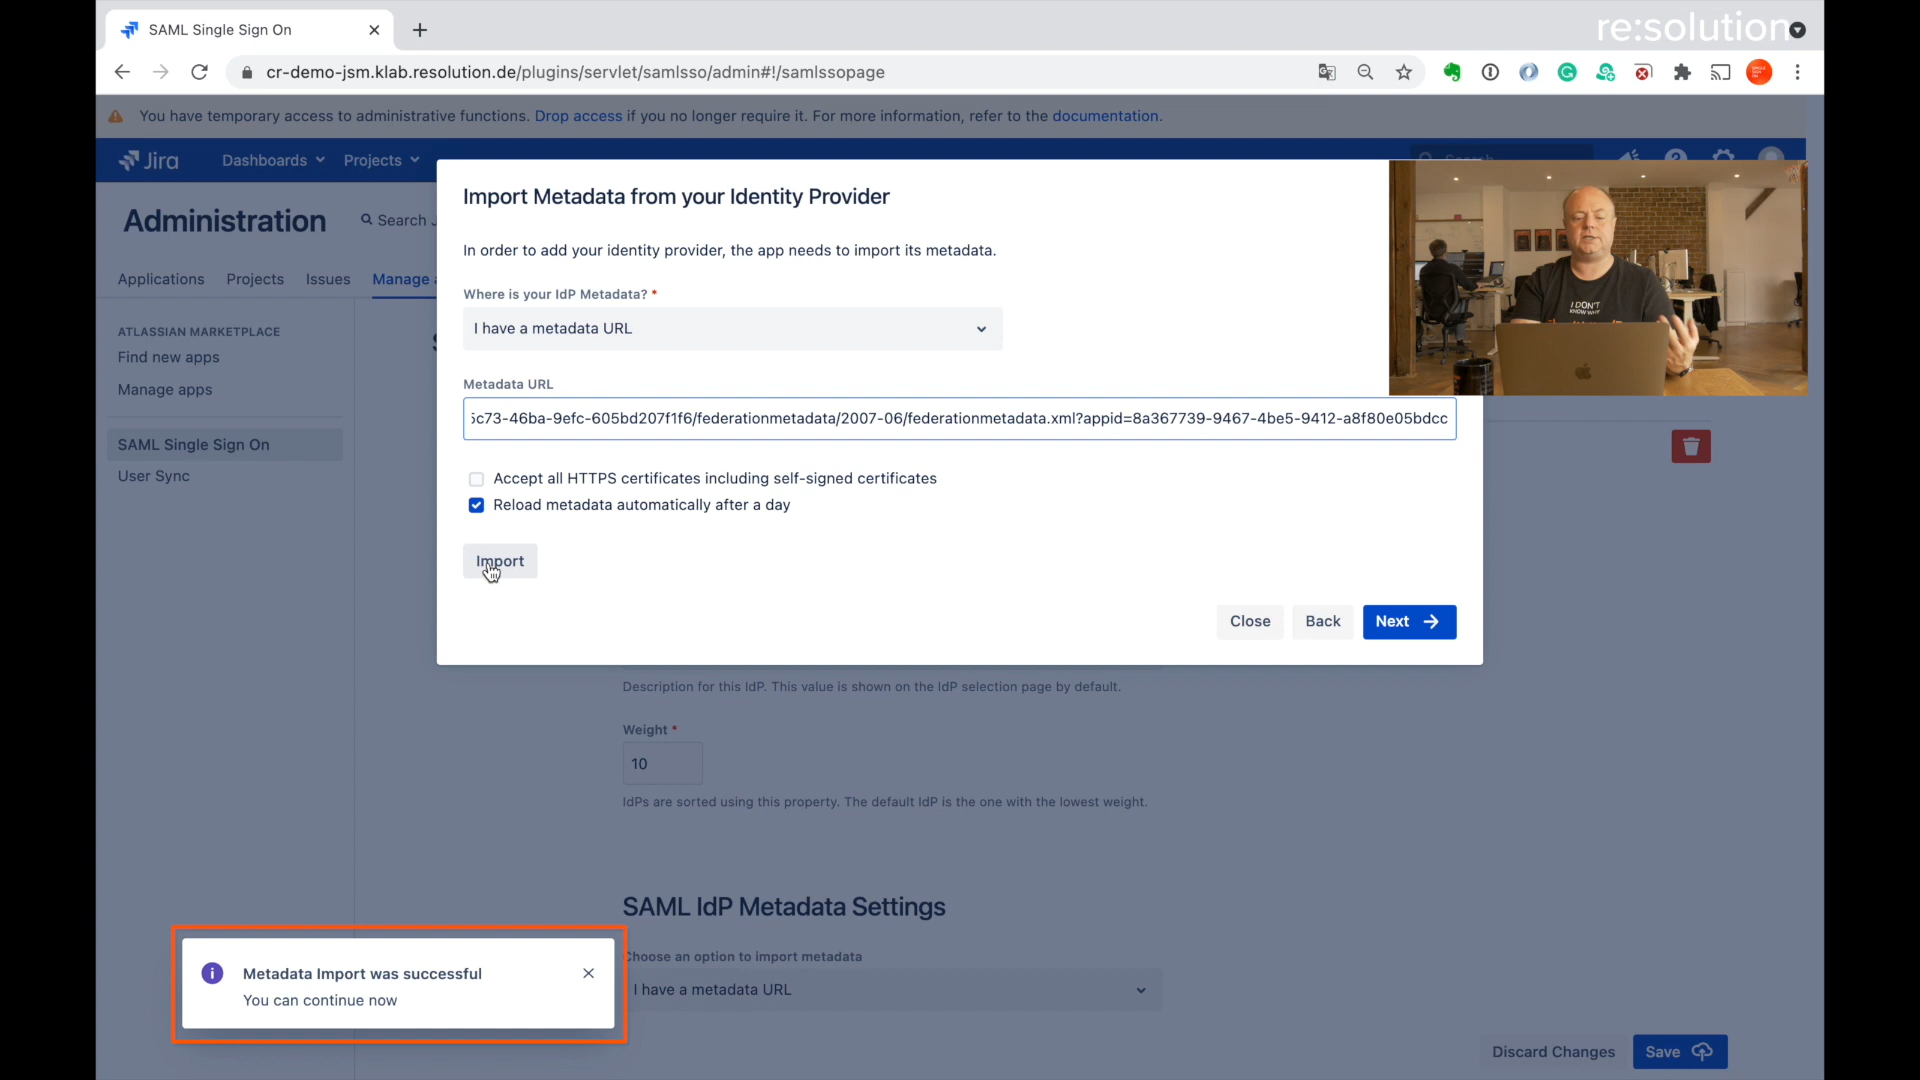 SAML Single Sign On
re:solution
cr-demo-jsm.klab.resolution.de/plugins/servlet/samlsso/admin#!/samlssopage
You have temporary access to administrative functions. Drop access if you no longer require it. For more information, refer to the documentation.
Jira
Dashboards
Projects
Search
Administration
Search
Applications
Projects
Issues
Manage
ATLASSIAN MARKETPLACE
Find new apps
Manage apps
SAML Single Sign On
User Sync
Import Metadata from your Identity Provider
In order to add your identity provider, the app needs to import its metadata.
Where is your IdP Metadata? *
I have a metadata URL
Metadata URL
c73-46ba-9efc-605bd207f1f6/federationmetadata/2007-06/federationmetadata.xml?appid=8a367739-9467-4be5-9412-a8f80e05bdcc
Accept all HTTPS certificates including self-signed certificates
Reload metadata automatically after a day
Import
Close
Back
Next
I DON'T
KNOW WHY
Description for this IdP. This value is shown on the IdP selection page by default.
Weight *
10
IdPs are sorted using this property. The default IdP is the one with the lowest weight.
SAML IdP Metadata Settings
Choose an option to import metadata
I have a metadata URL
Metadata Import was successful
You can continue now
Discard Changes
Save